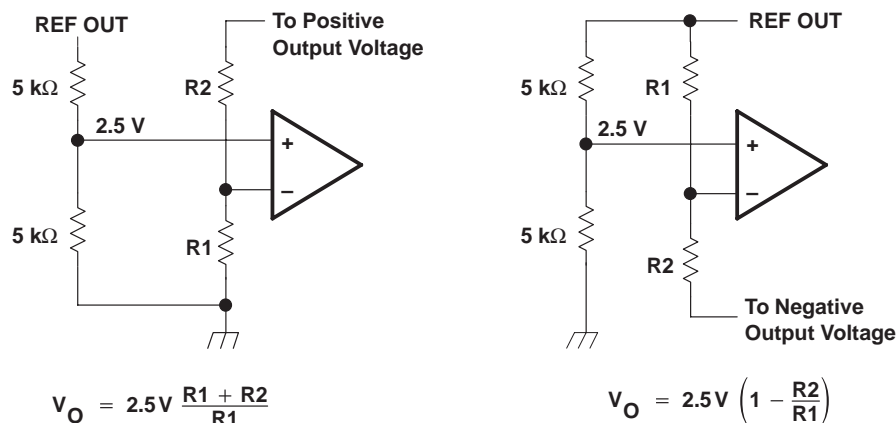 REF OUT
To Positive
Output Voltage
5 kΩ
R2
2.5 V
+
−
5 kΩ
R1
V_O = 2.5 V (R1 + R2)/R1
REF OUT
5 kΩ
R1
2.5 V
+
−
5 kΩ
R2
To Negative
Output Voltage
V_O = 2.5 V (1 − R2/R1)